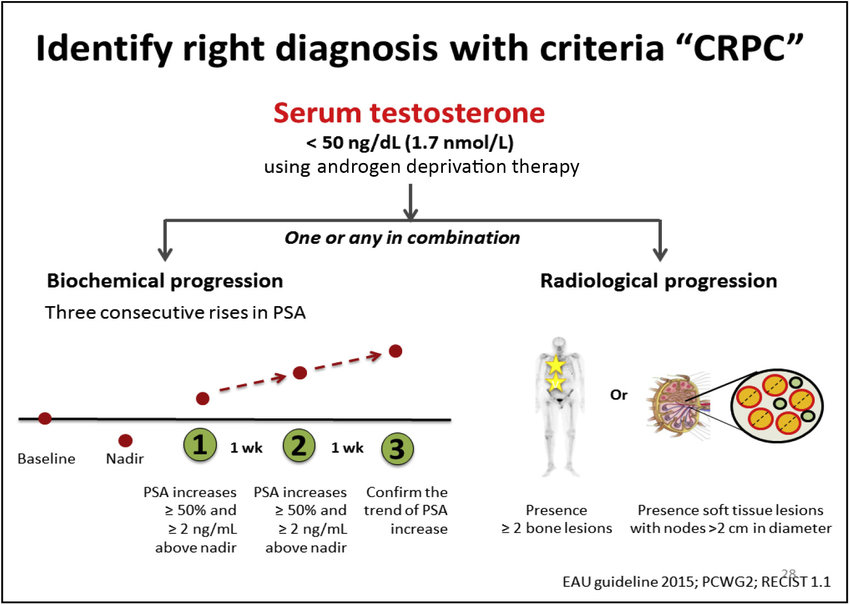 Identify right diagnosis with criteria “CRPC”
Serum testosterone
< 50 ng/dL (1.7 nmol/L)
using androgen deprivation therapy
One or any in combination
Biochemical progression
Three consecutive rises in PSA
Baseline
Nadir
1
1 wk
2
1 wk
3
PSA increases
≥ 50% and
≥ 2 ng/mL
above nadir
PSA increases
≥ 50% and
≥ 2 ng/mL
above nadir
Confirm the
trend of PSA
increase
Radiological progression
Or
Presence
≥ 2 bone lesions
Presence soft tissue lesions
with nodes >2 cm in diameter
28
EAU guideline 2015; PCWG2; RECIST 1.1